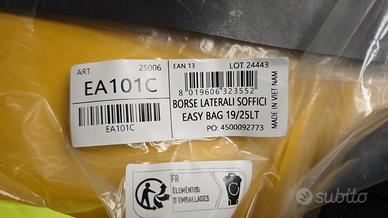 ART
25006
EA101C
EA101C
EAN 13
LOT 24443
8 019606 323552
BORSE LATERALI SOFFICI
EASY BAG 19/25LT
PO: 4500092773
MADE IN VIET NAM
FR
ÉLÉMENT(S)
D'EMBALLAGES
subito